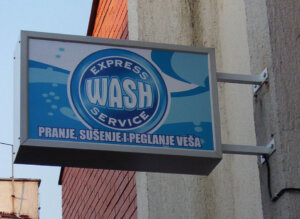 EXPRESS
WASH
SERVICE
PRANJE, SUŠENJE I PEGLANJE VEŠA